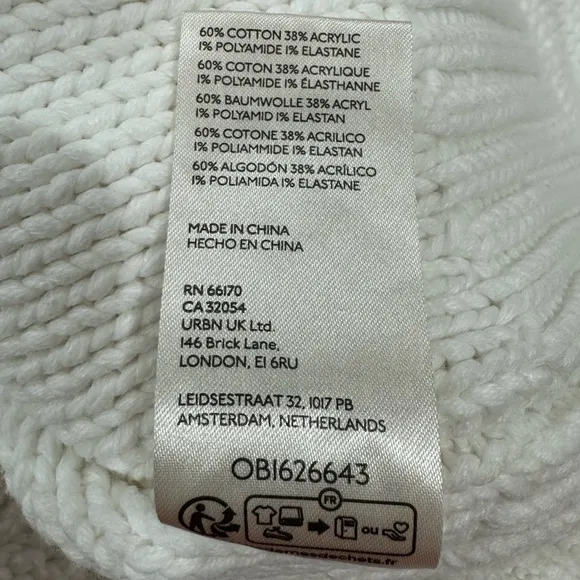 60% COTTON 38% ACRYLIC
1% POLYAMIDE 1% ELASTANE
60% COTON 38% ACRYLIQUE
1% POLYAMIDE 1% ÉLASTHANNE
60% BAUMWOLLE 38% ACRYL
1% POLYAMID 1% ELASTAN
60% COTONE 38% ACRILICO
1% POLIAMMIDE 1% ELASTAN
60% ALGODÓN 38% ACRÍLICO
1% POLIAMIDA 1% ELASTANE
MADE IN CHINA
HECHO EN CHINA
RN 66170
CA 32054
URBN UK Ltd.
146 Brick Lane,
LONDON, E1 6RU
LEIDSESTRAAT 32, 1017 PB
AMSTERDAM, NETHERLANDS
OB1626643
FR
ou